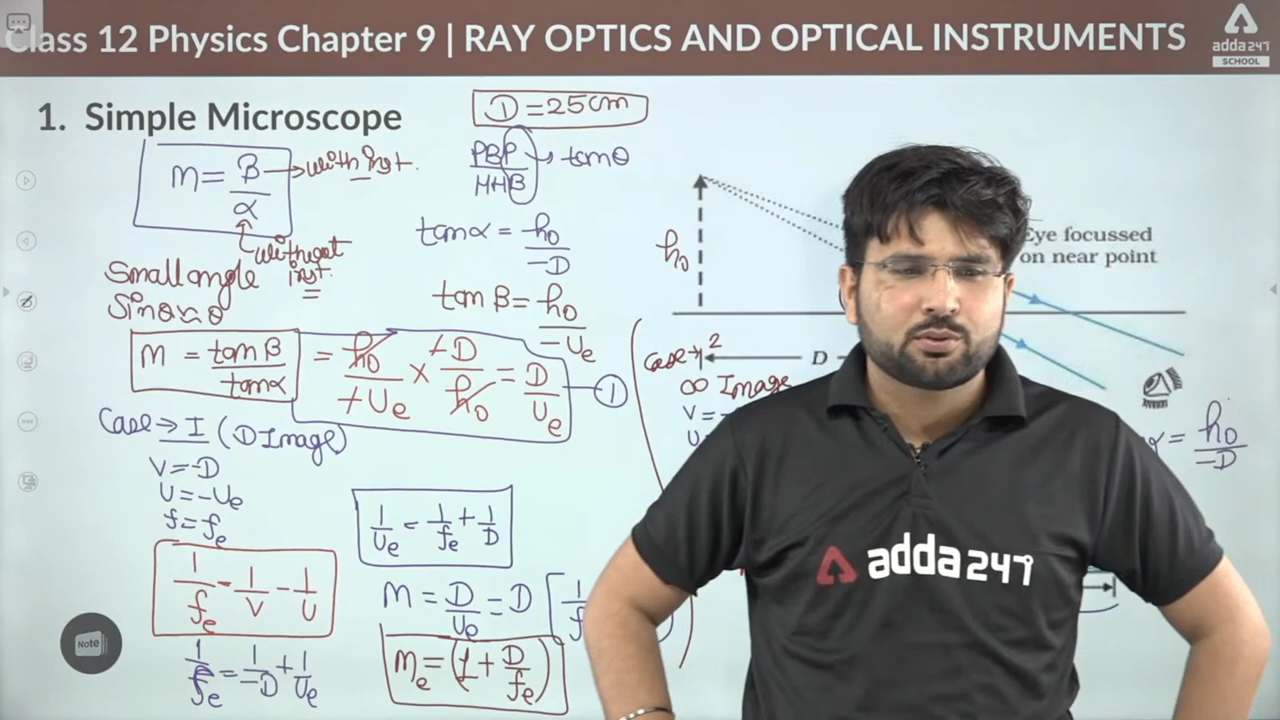 Class 12 Physics Chapter 9 | RAY OPTICS AND OPTICAL INSTRUMENTS
adda247
SCHOOL
1. Simple Microscope
D = 25cm
m = β/α
with inst.
without inst.
PBP/HHB → tanθ
Small angle
Sinθ ≈ θ
tanα = h₀/-D
tan β = h₀/-Ue
M = tanβ/tanα = h₀/+Ue × +D/h₀ = D/Ue — ①
Case → I (D Image)
V = -D
U = -Ue
f = fe
1/fe = 1/V - 1/U
1/fe = 1/-D + 1/Ue
1/Ue = 1/fe + 1/D
M = D/Ue = D [1/f
me = (1 + D/fe)
h₀
Eye focussed
on near point
Case → 2
∞ Image
V = -
U
D
α = h₀/-D
adda247
Note